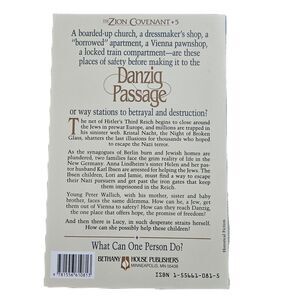 The ZION COVENANT • 5
A boarded-up church, a dressmaker's shop, a
"borrowed" apartment, a Vienna pawnshop,
a locked train compartment—are these
places of safety before making it to the
Danzig
Passage
or way stations to betrayal and destruction?
The net of Hitler's Third Reich begins to close around
the Jews in prewar Europe, and millions are trapped in
his sinister web. Kristal Nacht, the Night of Broken
Glass, shatters the last illusions for thousands who hoped
to escape the Nazi terror.
As the synagogues of Berlin burn and Jewish homes are
plundered, two families face the grim reality of life in the
New Germany. Anna Lindheim's sister Helen and her pas-
tor husband Karl Ibsen are arrested for helping the Jews. The
Ibsen children, Lori and Jamie, must find a way to escape
their Nazi pursuers and get past the iron gates that keep
them imprisoned in the Reich.
Young Peter Wallich, with his mother, sister and baby
brother, faces the same dilemma. How can he, a Jew, get
them out of Vienna to safety? How can they reach Danzig,
the one place that offers hope, the promise of freedom?
And then there is Lucy, in such desperate straits herself.
How can she possibly help these children?
What Can One Person Do?
BETHANY HOUSE PUBLISHERS
MINNEAPOLIS, MN 55438
ISBN 1-55661-081-5
9 781556 610813
Historical Fiction